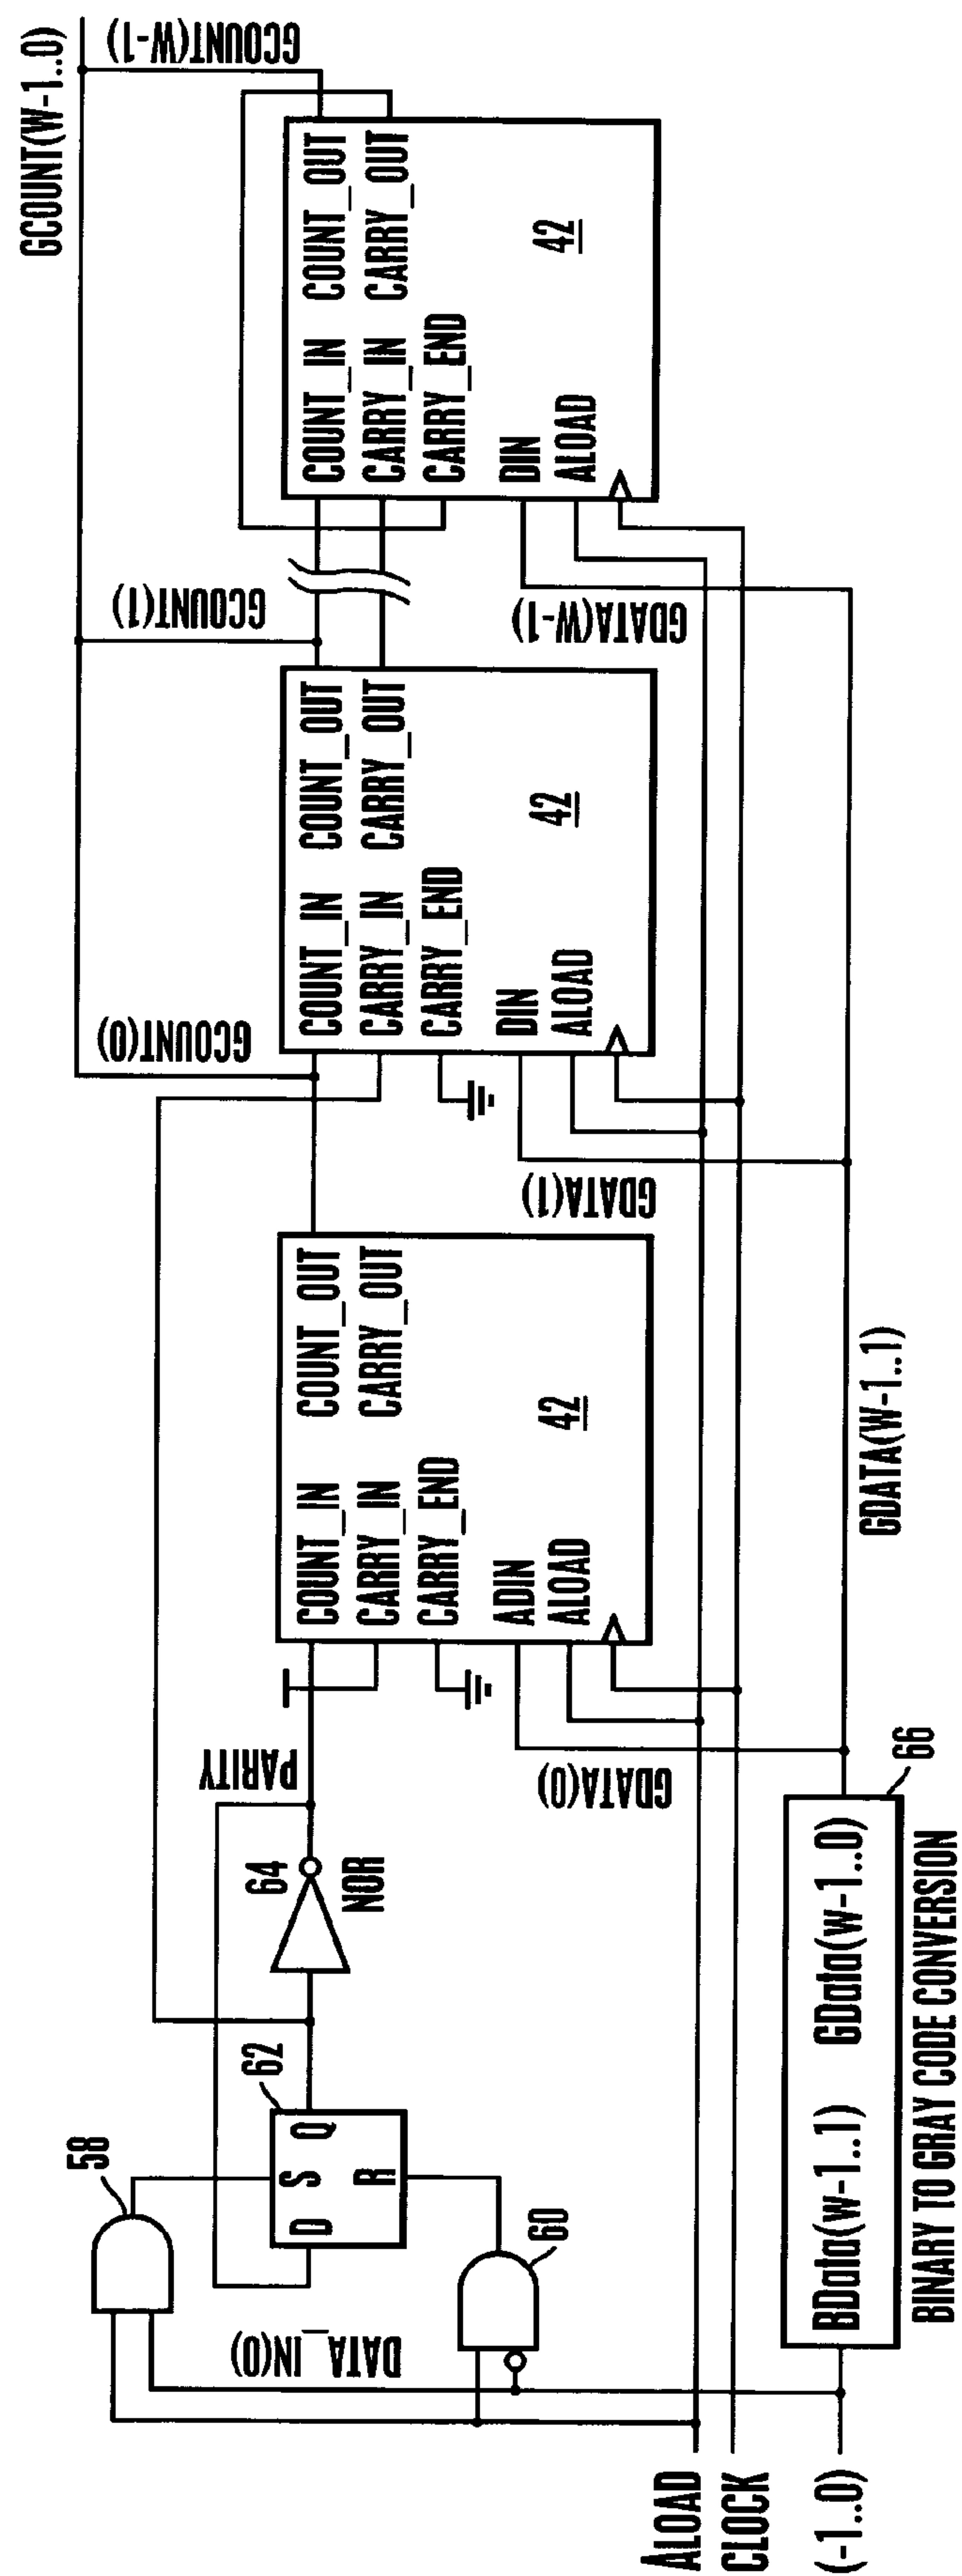 GCOUNT(W-1..0)
GCOUNT(W-1)
GCOUNT(1)
GCOUNT(0)
COUNT_IN COUNT_OUT
CARRY_IN CARRY_OUT
CARRY_END
42
DIN
ALOAD
GDATA(W-1)
COUNT_IN COUNT_OUT
CARRY_IN CARRY_OUT
CARRY_END
42
DIN
ALOAD
GDATA(1)
COUNT_IN COUNT_OUT
CARRY_IN CARRY_OUT
CARRY_END
42
ADIN
ALOAD
GDATA(0)
GDATA(W-1..1)
PARITY
64
NOR
62
D S Q
R
58
60
DATA_IN(0)
66
BData(w-1..1) GData(w-1..0)
BINARY TO GRAY CODE CONVERSION
ALOAD
CLOCK
(-1..0)